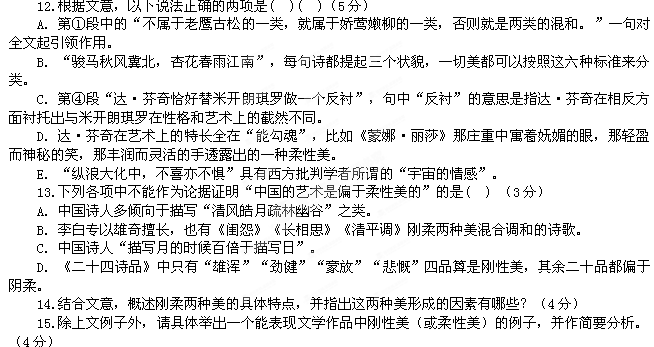 12.根据文意，以下说法正确的两项是（ ）（ ）（5分）
A. 第①段中的“不属于老鹰古松的一类，就属于娇莺嫩柳的一类，否则就是两类的混和。”一句对
全文起引领作用。
B. “骏马秋风冀北，杏花春雨江南”，每句诗都提起三个状貌，一切美都可以按照这六种标准来分
类。
C. 第④段“达·芬奇恰好替米开朗琪罗做一个反衬”，句中“反衬”的意思是指达·芬奇在相反方
面衬托出与米开朗琪罗在性格和艺术上的截然不同。
D. 达·芬奇在艺术上的特长全在“能勾魂”，比如《蒙娜·丽莎》那庄重中寓着妩媚的眼，那轻盈
而神秘的笑，那丰润而灵活的手透露出的一种柔性美。
E. “纵浪大化中，不喜亦不惧”具有西方批判学者所谓的“宇宙的情感”。
13.下列各项中不能作为论据证明“中国的艺术是偏于柔性美的”的是（ ）（3分）
A. 中国诗人多倾向于描写“清风皓月疏林幽谷”之类。
B. 李白专以雄奇擅长，也有《闺怨》《长相思》《清平调》刚柔两种美混合调和的诗歌。
C. 中国诗人“描写月的时候百倍于描写日”。
D. 《二十四诗品》中只有“雄浑”“劲健”“豪放”“悲慨”四品算是刚性美，其余二十品都偏于
阴柔。
14.结合文意，概述刚柔两种美的具体特点，并指出这两种美形成的因素有哪些？（4分）
15.除上文例子外，请具体举出一个能表现文学作品中刚性美（或柔性美）的例子，并作简要分析。
（4分）